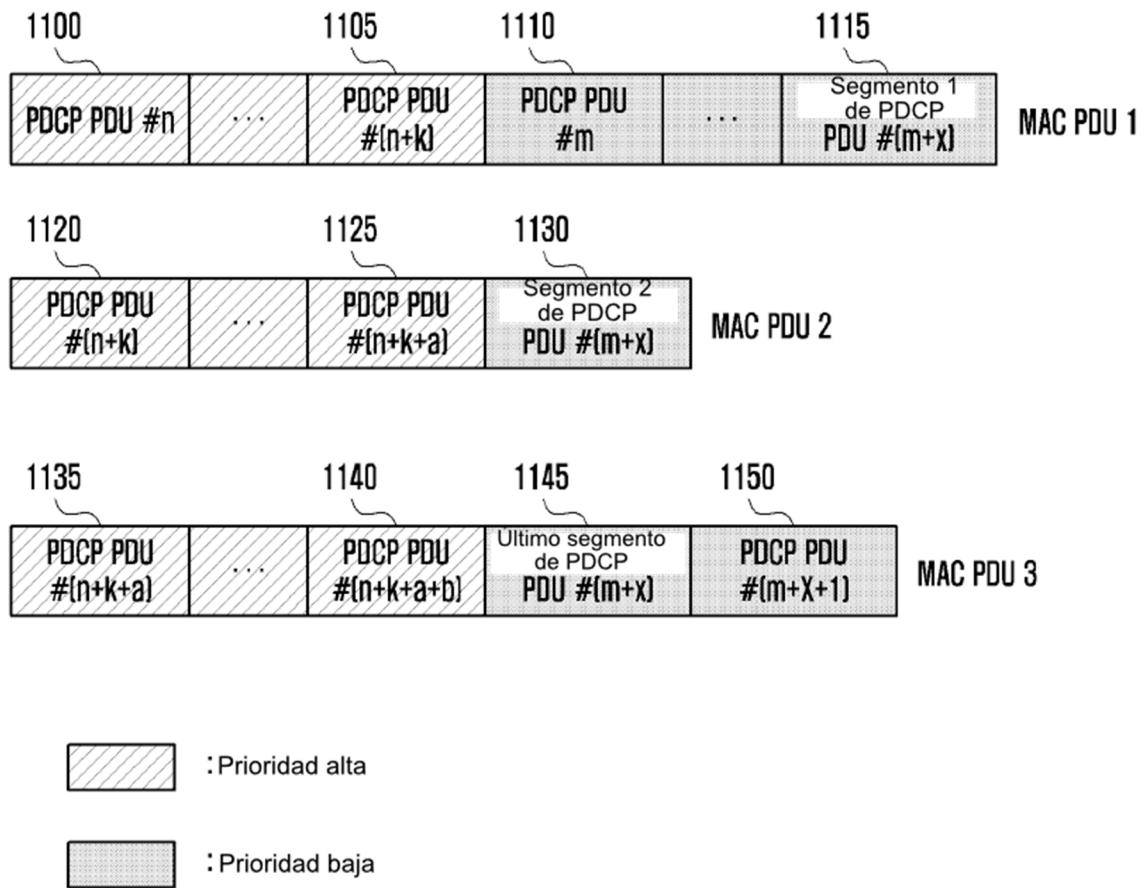 1100
1105
1110
1115
PDCP PDU #n
...
PDCP PDU
#(n+k)
PDCP PDU
#m
...
Segmento 1
de PDCP
PDU #(m+x)
MAC PDU 1
1120
1125
1130
PDCP PDU
#(n+k)
...
PDCP PDU
#(n+k+a)
Segmento 2
de PDCP
PDU #(m+x)
MAC PDU 2
1135
1140
1145
1150
PDCP PDU
#(n+k+a)
...
PDCP PDU
#(n+k+a+b)
Último segmento
de PDCP
PDU #(m+x)
PDCP PDU
#(m+X+1)
MAC PDU 3
: Prioridad alta
: Prioridad baja